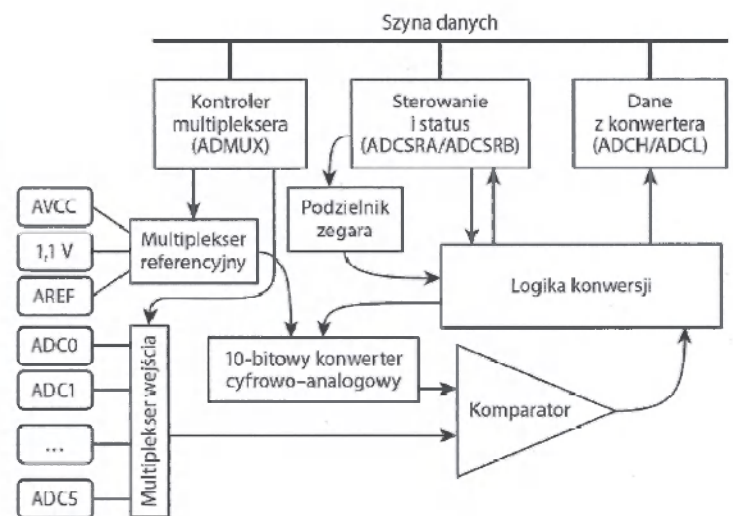 Szyna danych
Kontroler
multipleksera
(ADMUX)
Sterowanie
i status
(ADCSRA/ADCSRB)
Dane
z konwertera
(ADCH/ADCL)
AVCC
1,1 V
AREF
Multiplekser
referencyjny
Podzielnik
zegara
Logika konwersji
ADC0
ADC1
...
ADC5
Multiplekser wejścia
10-bitowy konwerter
cyfrowo-analogowy
Komparator